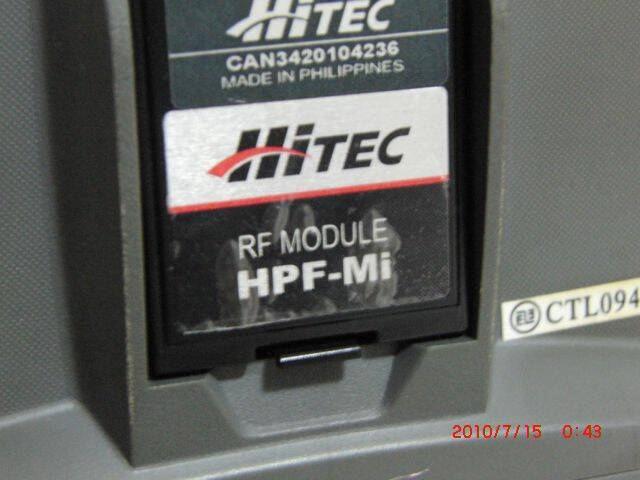 HiTEC
CAN3420104236
MADE IN PHILIPPINES
HiTEC
RF MODULE
HPF-Mi
CTL094
2010/7/15 0:43